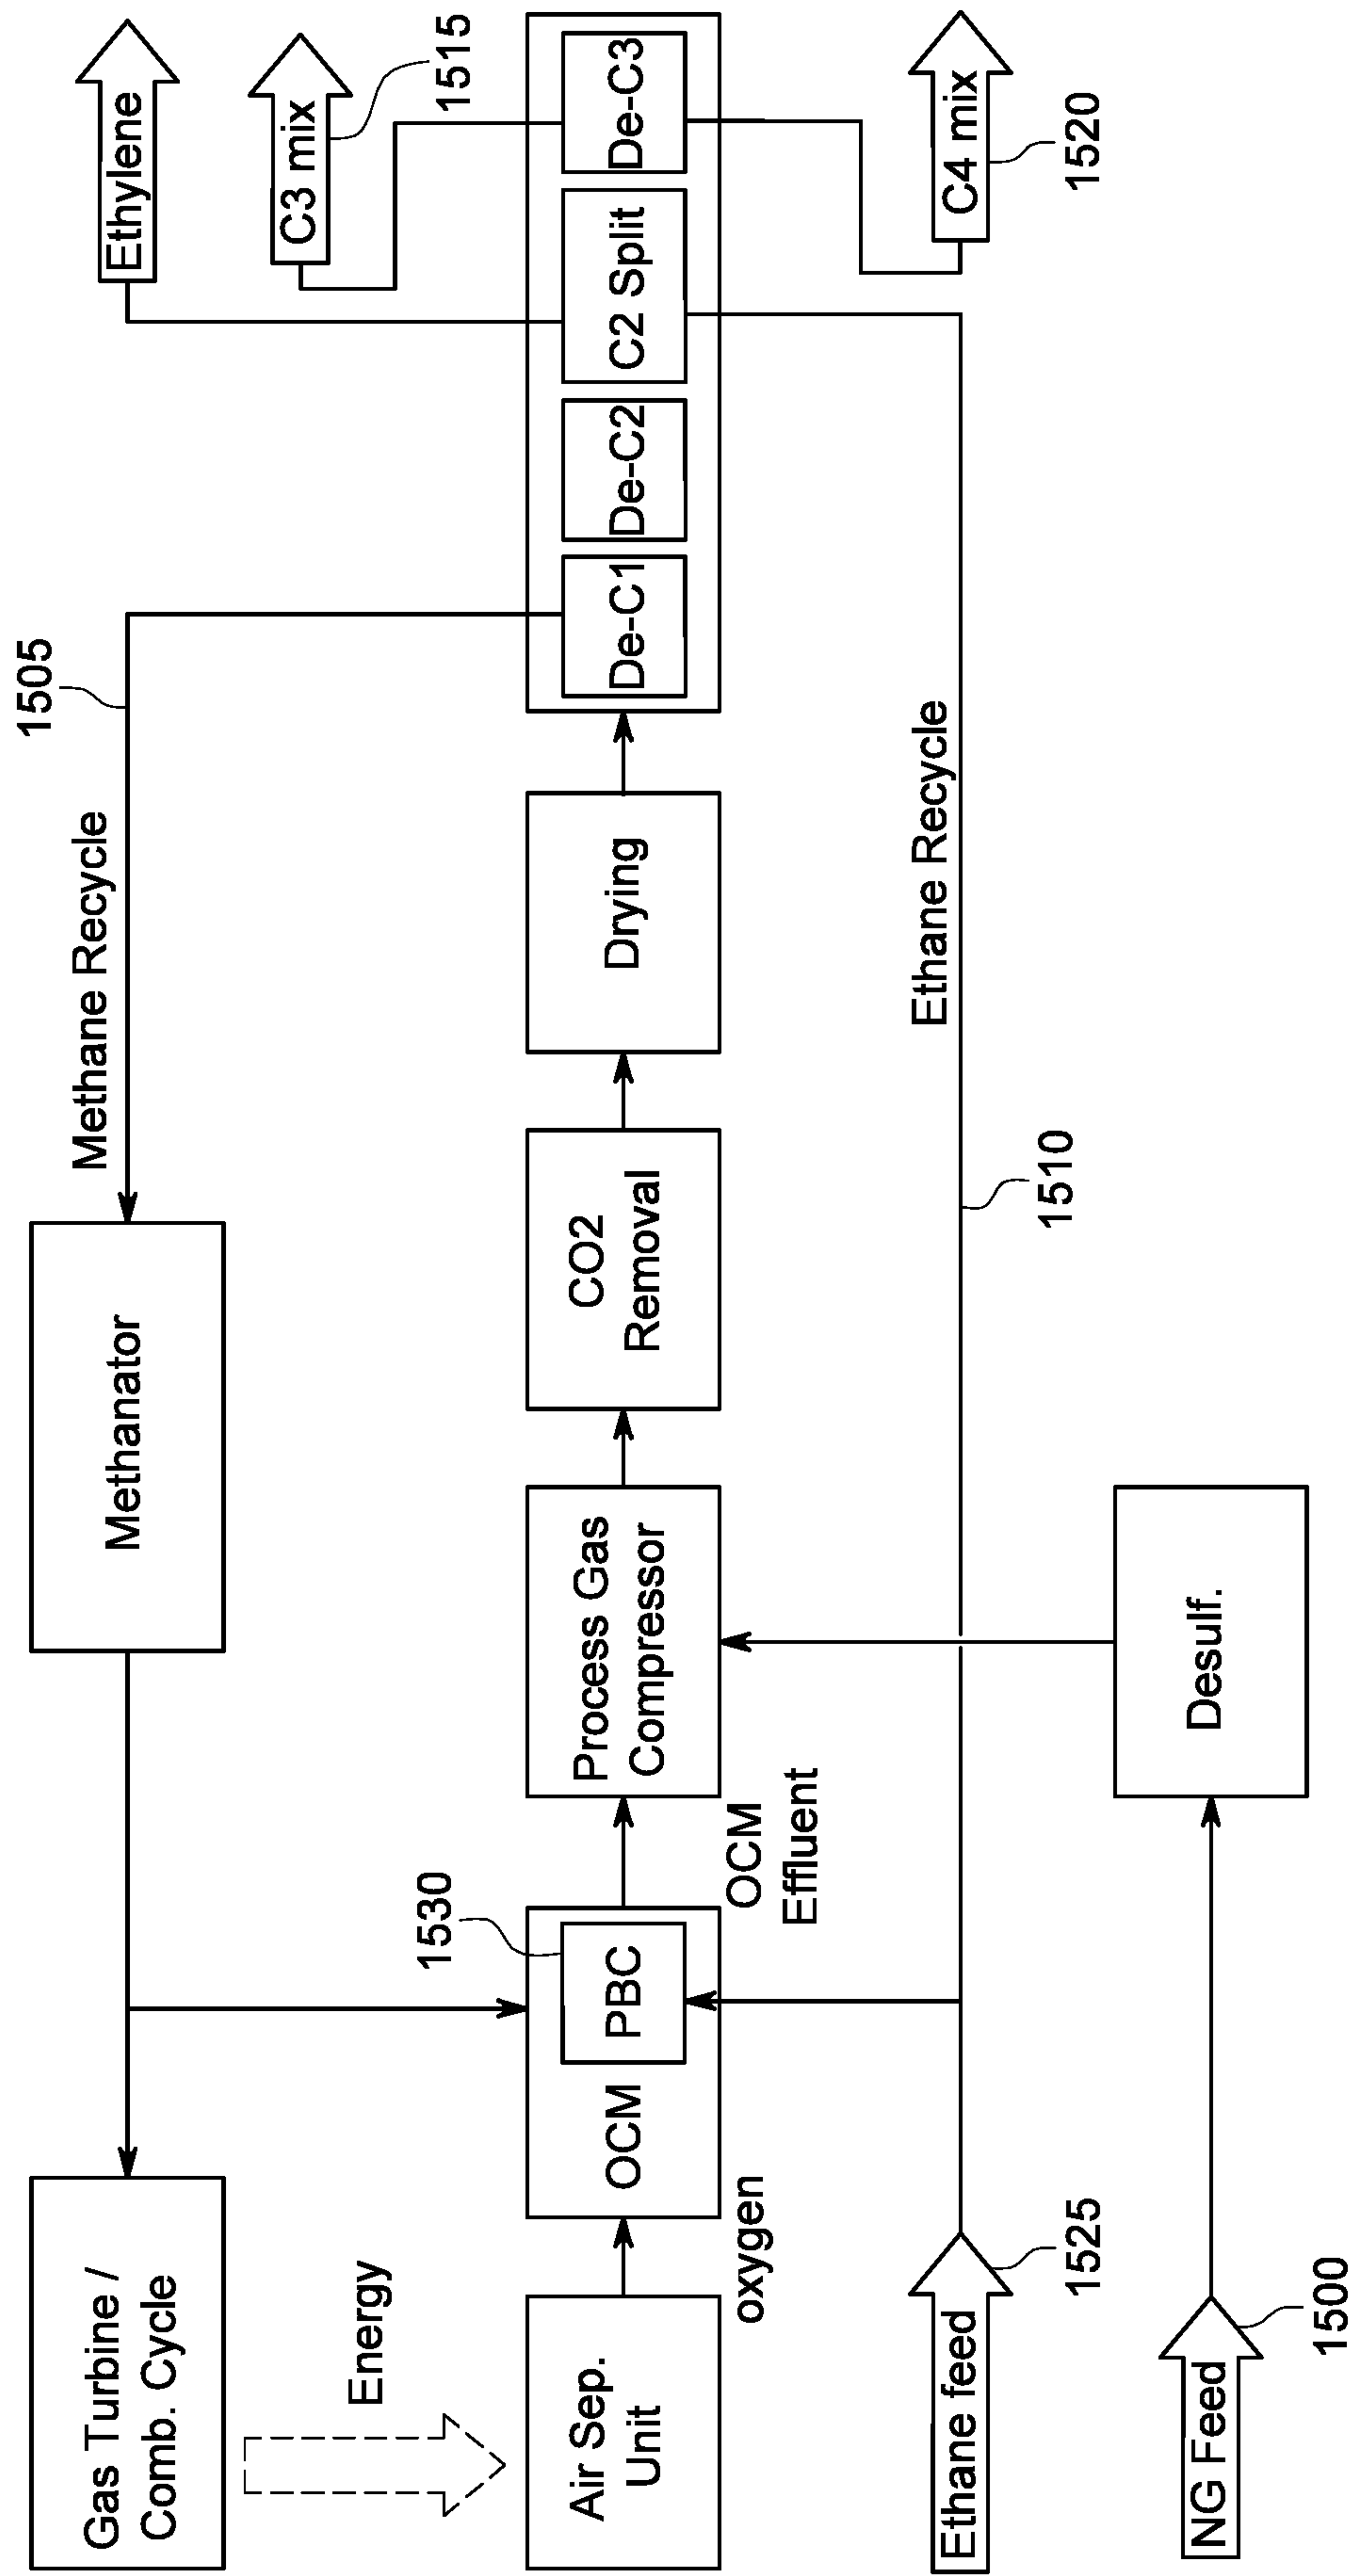 1505
Methane Recycle
Methanator
Gas Turbine /
Comb. Cycle
Energy
Ethylene
C3 mix
1515
Air Sep.
Unit
oxygen
OCM
PBC
1530
OCM
Effluent
Process Gas
Compressor
CO2
Removal
Drying
De-C1
De-C2
C2 Split
De-C3
Ethane feed
1525
Ethane Recycle
1510
C4 mix
1520
NG Feed
1500
Desulf.